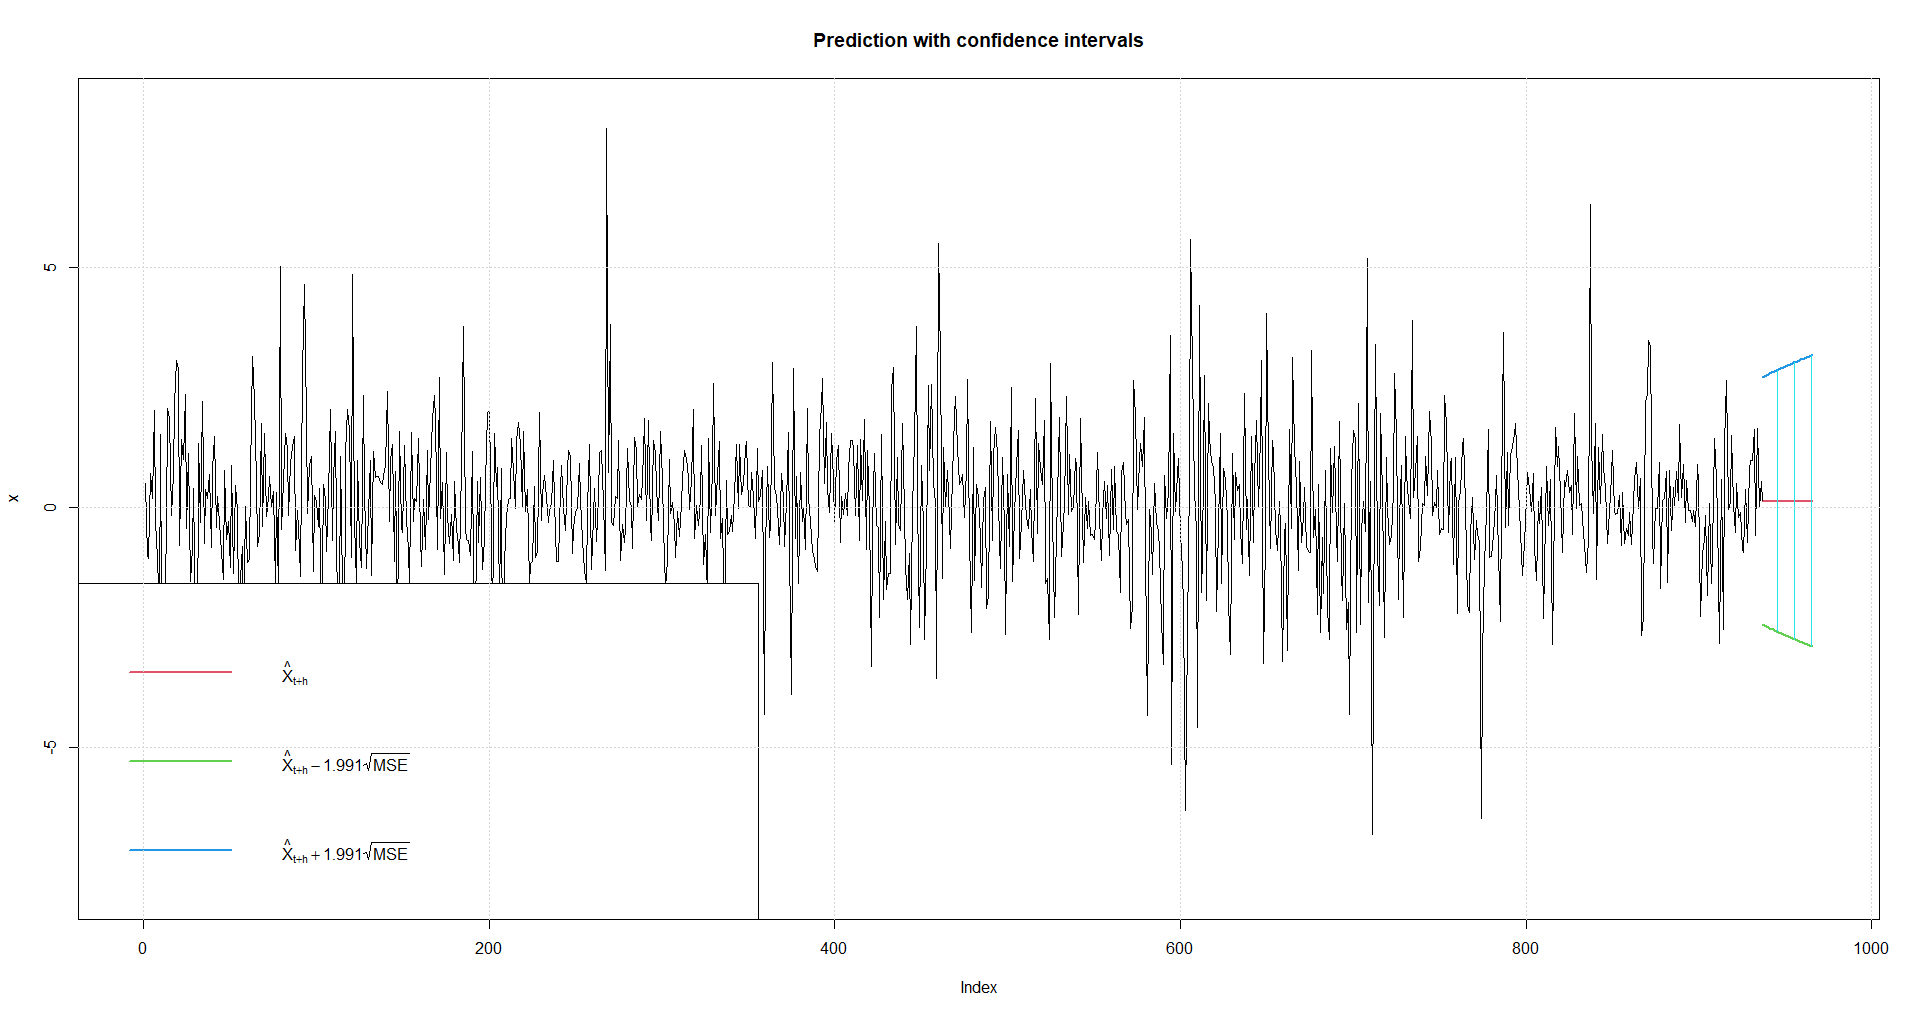 Prediction with confidence intervals
x
5
0
-5
X̂t+h
X̂t+h − 1.991√MSE
X̂t+h + 1.991√MSE
0 200 400 600 800 1000
Index